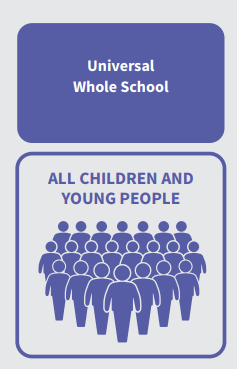 Universal
Whole School
ALL CHILDREN AND
YOUNG PEOPLE